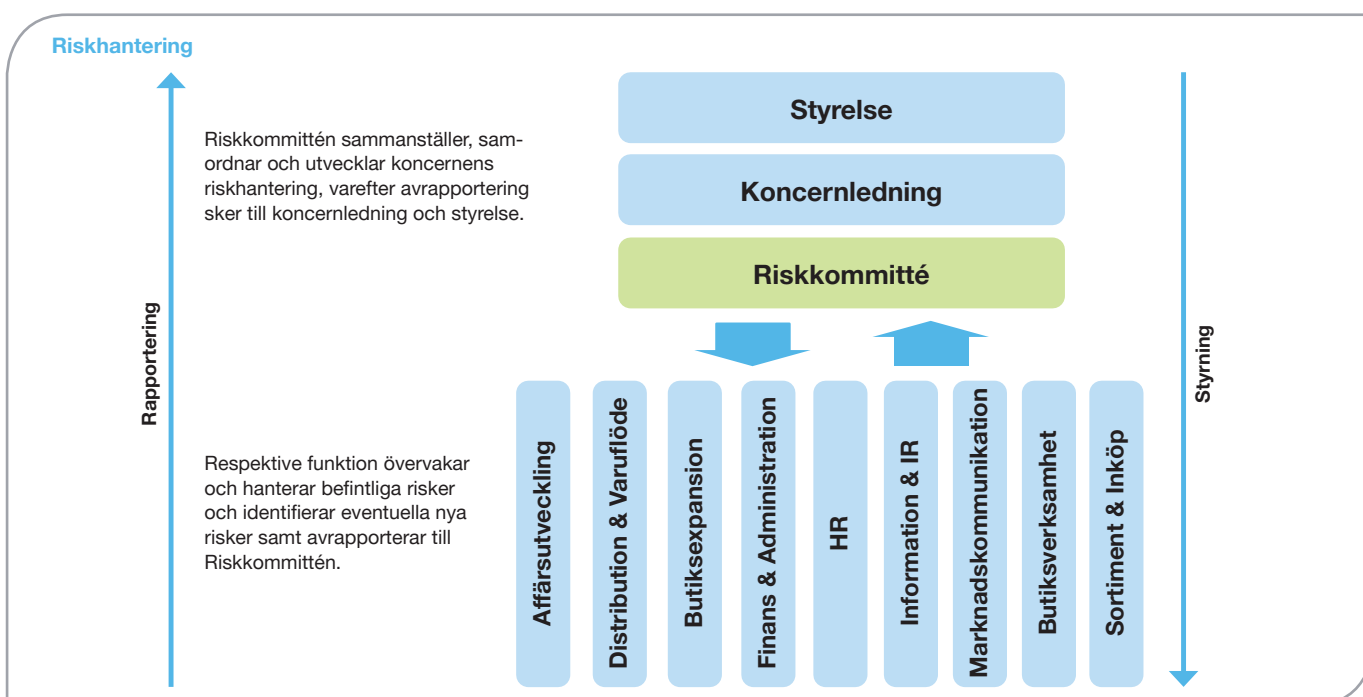 Riskhantering
Rapportering
Riskkommittén sammanställer, sam-
ordnar och utvecklar koncernens
riskhantering, varefter avrapportering
sker till koncernledning och styrelse.
Respektive funktion övervakar
och hanterar befintliga risker
och identifierar eventuella nya
risker samt avrapporterar till
Riskkommittén.
Styrelse
Koncernledning
Riskkommitté
Affärsutveckling
Distribution & Varuflöde
Butiksexpansion
Finans & Administration
HR
Information & IR
Marknadskommunikation
Butiksverksamhet
Sortiment & Inköp
Styrning